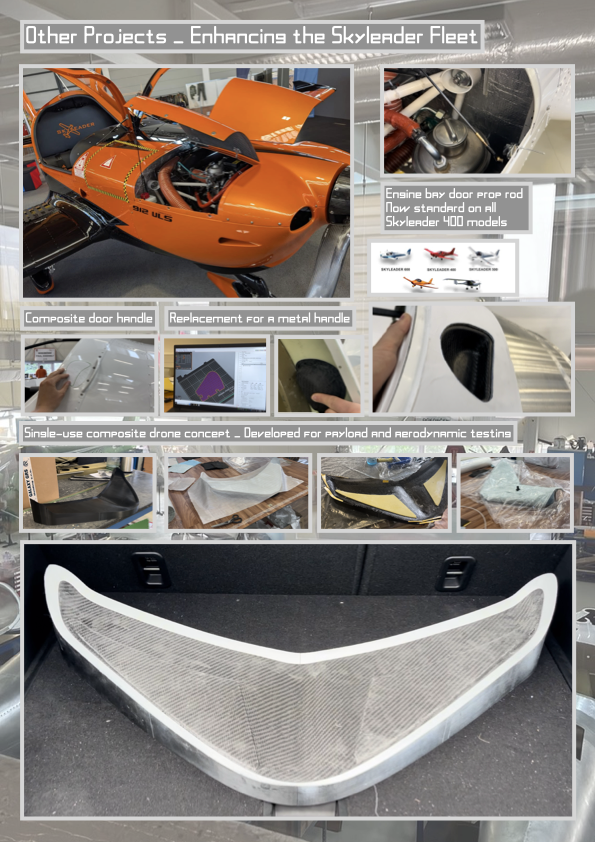 Other Projects _ Enhancing the Skyleader Fleet
SKYLEADER
912 ULS
Engine bay door prop rod
Now standard on all
Skyleader 400 models
SKYLEADER 600
SKYLEADER 500
Composite door handle
Replacement for a metal handle
Single-use composite drone concept _ Developed for payload and aerodynamic testing